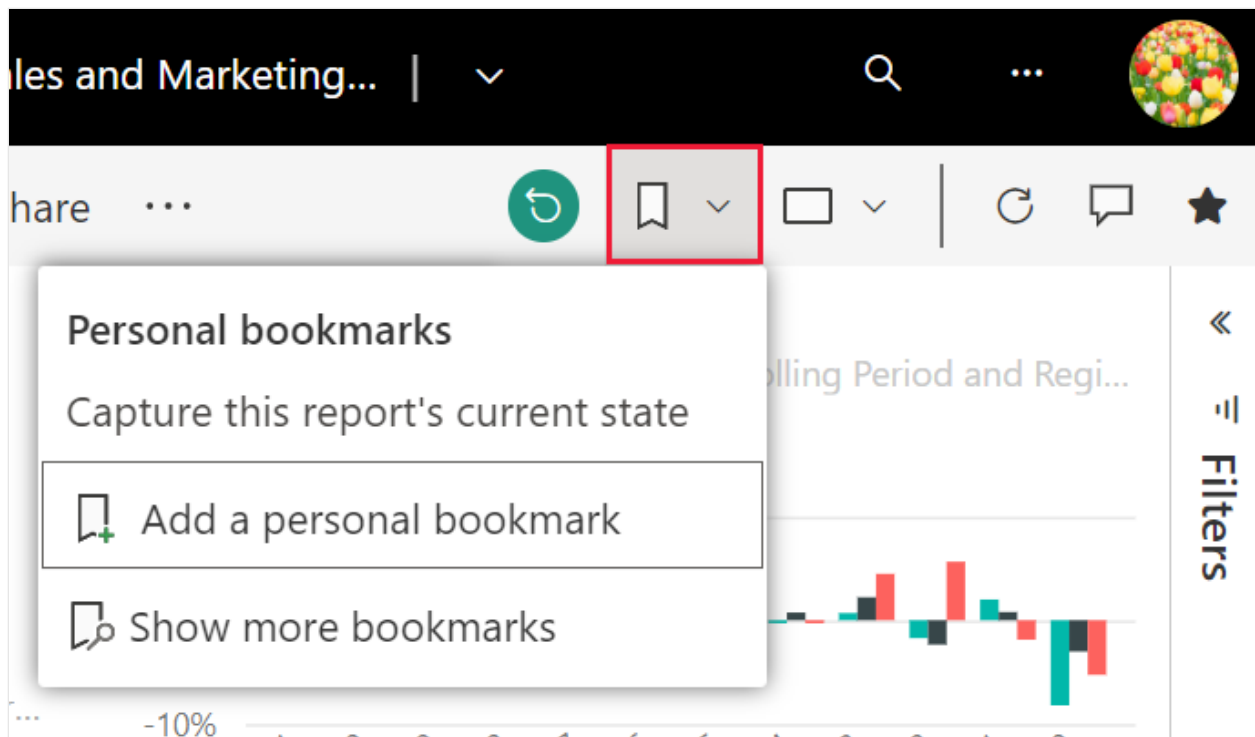 les and Marketing... |
hare ...
Personal bookmarks
Capture this report's current state
Add a personal bookmark
Show more bookmarks
olling Period and Regi...
Filters
-10%